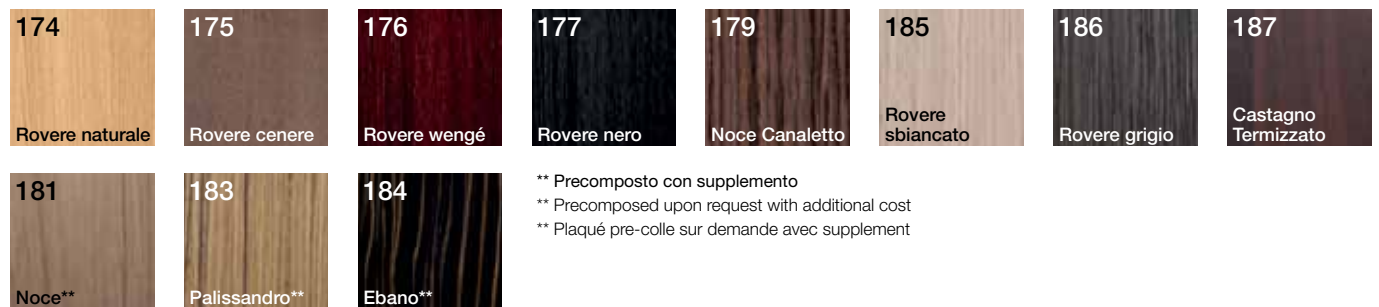 174
Rovere naturale
175
Rovere cenere
176
Rovere wengé
177
Rovere nero
179
Noce Canaletto
185
Rovere
sbiancato
186
Rovere grigio
187
Castagno
Termizzato
181
Noce**
183
Palissandro**
184
Ebano**
** Precomposto con supplemento
** Precomposed upon request with additional cost
** Plaqué pre-colle sur demande avec supplement